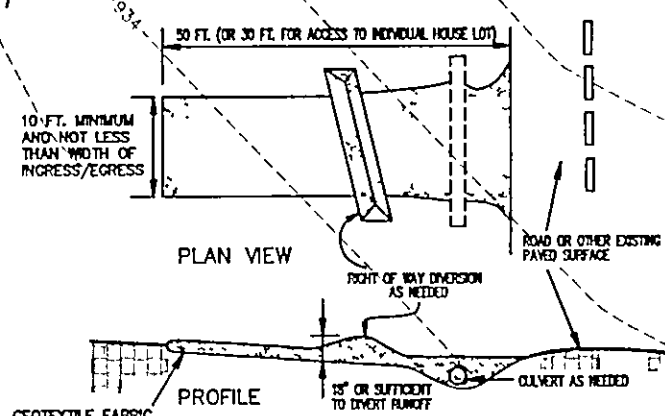 934
50 FT. (OR 30 FT. FOR ACCESS TO INDIVIDUAL HOUSE LOT)
10 FT. MINIMUM
AND NOT LESS
THAN WIDTH OF
INGRESS/EGRESS
PLAN VIEW
RIGHT OF WAY DIVERSION
AS NEEDED
ROAD OR OTHER EXISTING
PAVED SURFACE
18" OR SUFFICIENT
TO DIVERT RUNOFF
CULVERT AS NEEDED
GEOTEXTILE FABRIC
PROFILE